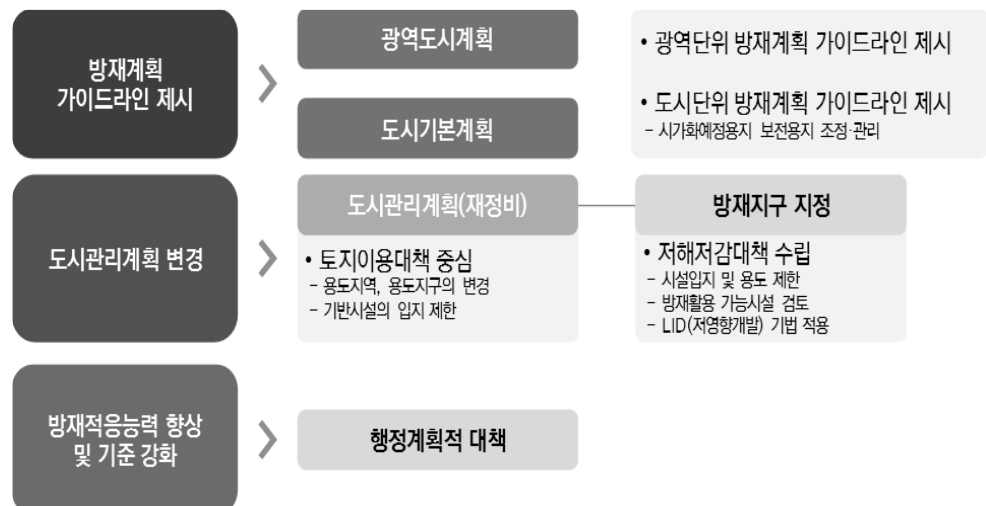 방재계획
가이드라인 제시
광역도시계획
도시기본계획
• 광역단위 방재계획 가이드라인 제시
• 도시단위 방재계획 가이드라인 제시
- 시가화예정용지 보전용지 조정·관리
도시관리계획 변경
도시관리계획(재정비)
• 토지이용대책 중심
- 용도지역, 용도지구의 변경
- 기반시설의 입지 제한
방재지구 지정
• 저해저감대책 수립
- 시설입지 및 용도 제한
- 방재활용 가능시설 검토
- LID(저영향개발) 기법 적용
방재적응능력 향상
및 기준 강화
행정계획적 대책